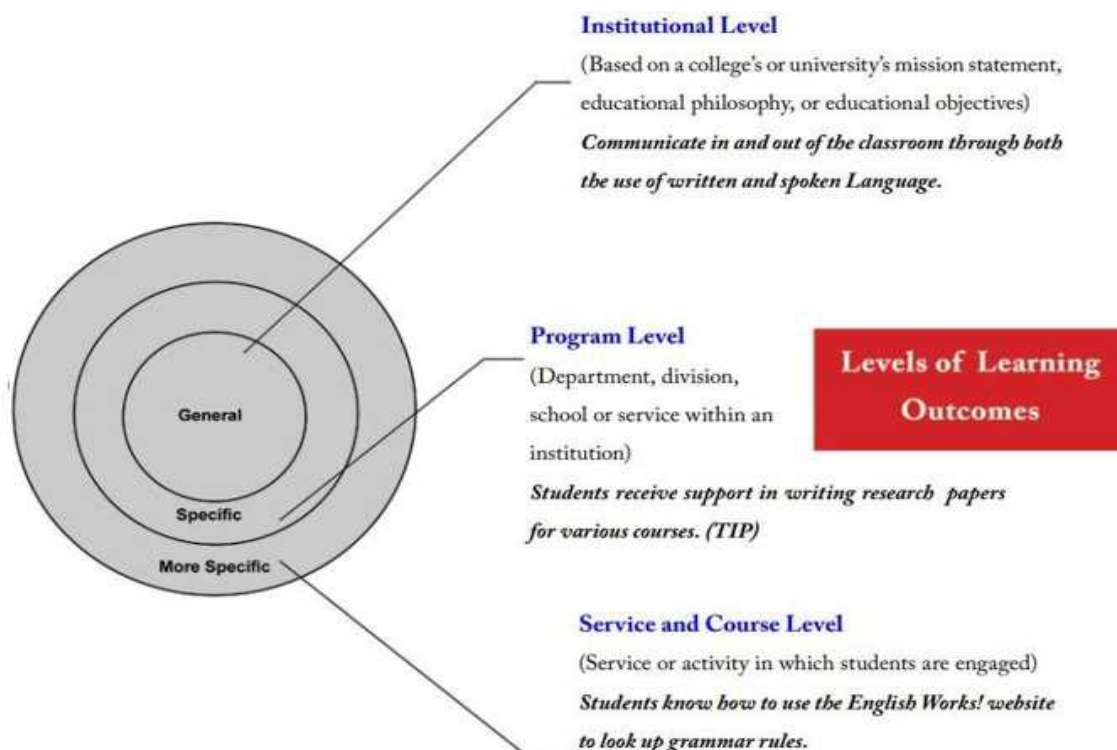 Institutional Level
(Based on a college's or university's mission statement,
educational philosophy, or educational objectives)
Communicate in and out of the classroom through both
the use of written and spoken Language.
General
Specific
More Specific
Program Level
(Department, division,
school or service within an
institution)
Students receive support in writing research papers
for various courses. (TIP)
Levels of Learning
Outcomes
Service and Course Level
(Service or activity in which students are engaged)
Students know how to use the English Works! website
to look up grammar rules.